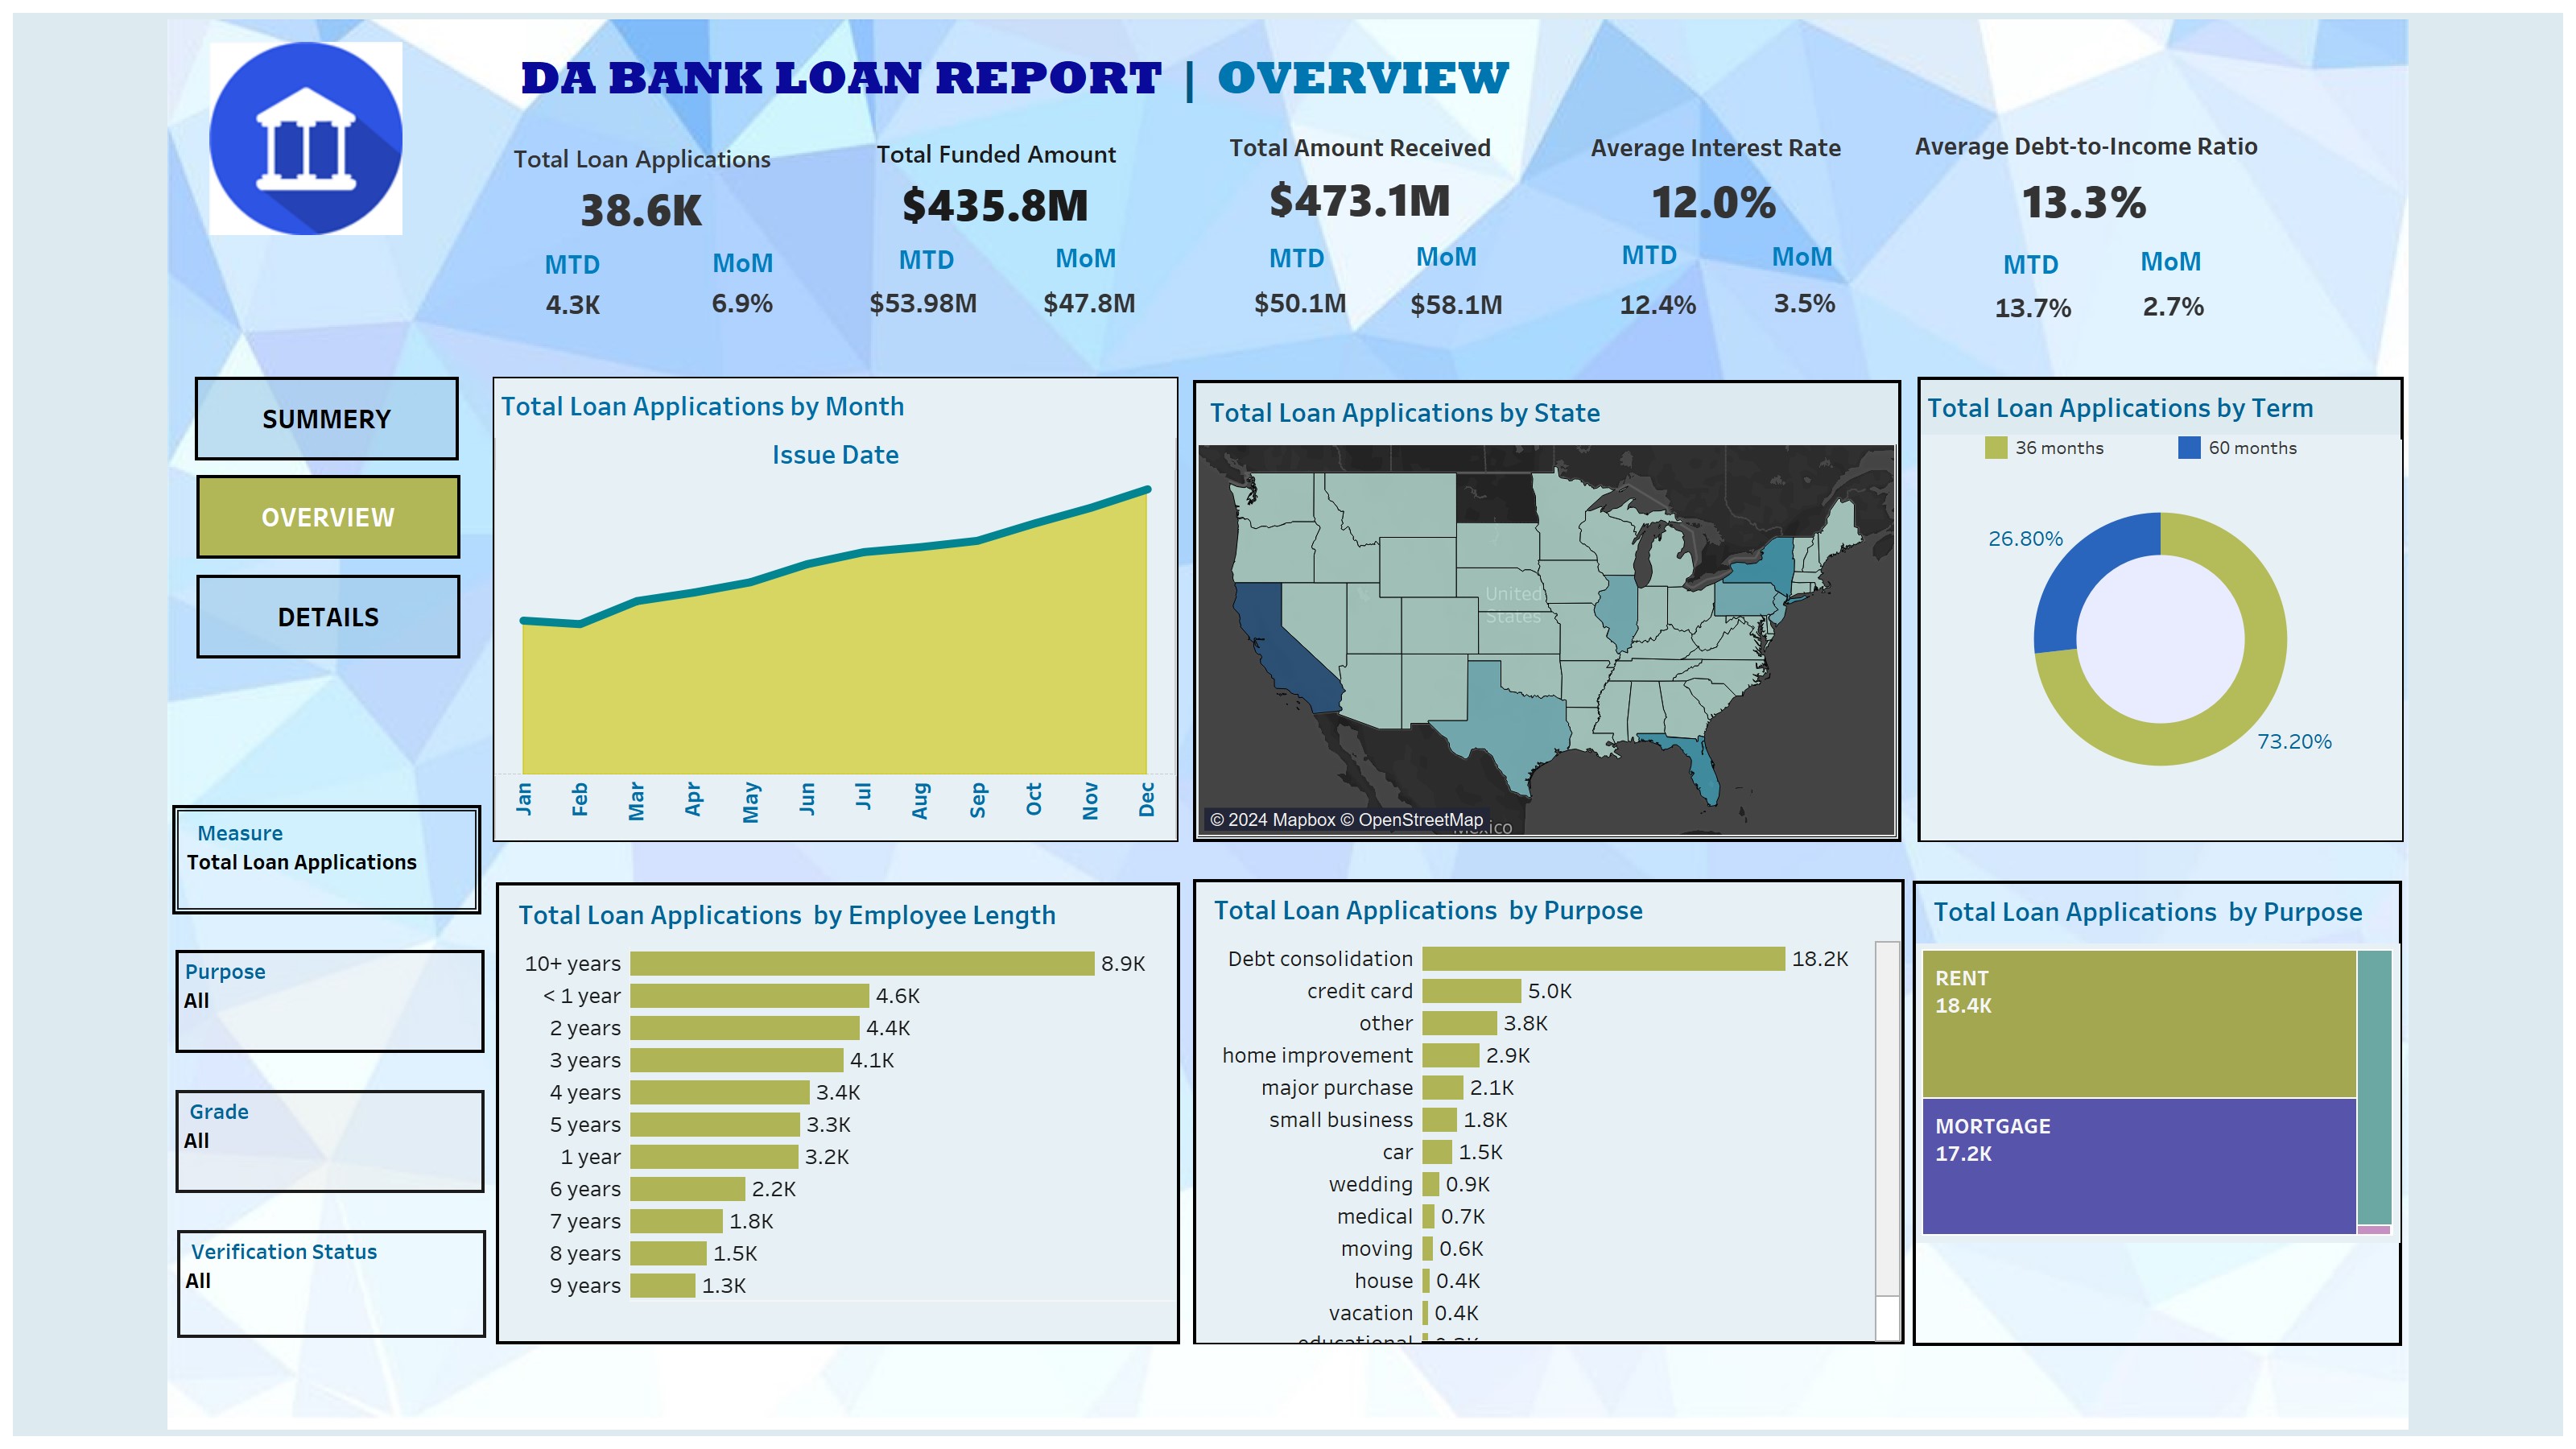 DA BANK LOAN REPORT | OVERVIEW
Total Loan Applications
38.6K
MTD MoM
4.3K 6.9%
Total Funded Amount
$435.8M
MTD MoM
$53.98M $47.8M
Total Amount Received
$473.1M
MTD MoM
$50.1M $58.1M
Average Interest Rate
12.0%
MTD MoM
12.4% 3.5%
Average Debt-to-Income Ratio
13.3%
MTD MoM
13.7% 2.7%
SUMMERY
OVERVIEW
DETAILS
Measure
Total Loan Applications
Purpose
All
Grade
All
Verification Status
All
Total Loan Applications by Month
Issue Date
Jan
Feb
Mar
Apr
May
Jun
Jul
Aug
Sep
Oct
Nov
Dec
Total Loan Applications by State
United
States
© 2024 Mapbox © OpenStreetMap
Total Loan Applications by Term
36 months 60 months
26.80%
73.20%
Total Loan Applications  by Employee Length
10+ years 8.9K
< 1 year 4.6K
2 years 4.4K
3 years 4.1K
4 years 3.4K
5 years 3.3K
1 year 3.2K
6 years 2.2K
7 years 1.8K
8 years 1.5K
9 years 1.3K
Total Loan Applications  by Purpose
Debt consolidation 18.2K
credit card 5.0K
other 3.8K
home improvement 2.9K
major purchase 2.1K
small business 1.8K
car 1.5K
wedding 0.9K
medical 0.7K
moving 0.6K
house 0.4K
vacation 0.4K
educational
Total Loan Applications  by Purpose
RENT
18.4K
MORTGAGE
17.2K